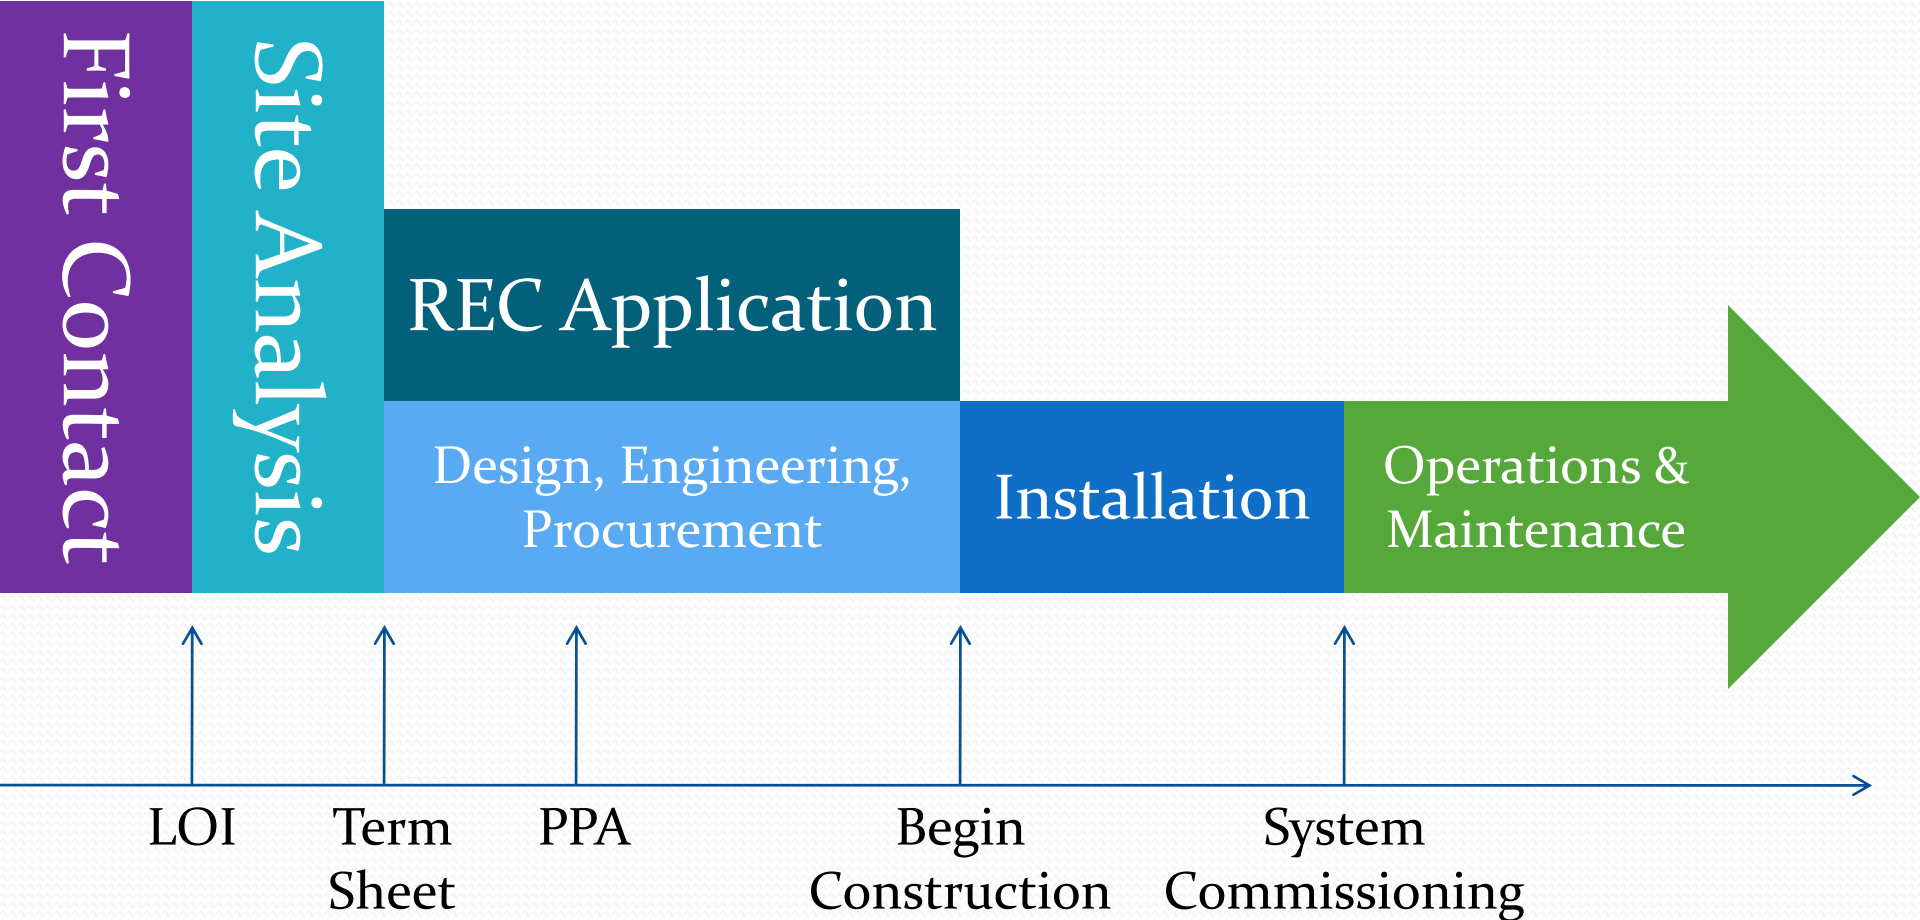 First Contact
Site Analysis
REC Application
Design, Engineering,
Procurement
Installation
Operations &
Maintenance
LOI
Term
Sheet
PPA
Begin
Construction
System
Commissioning